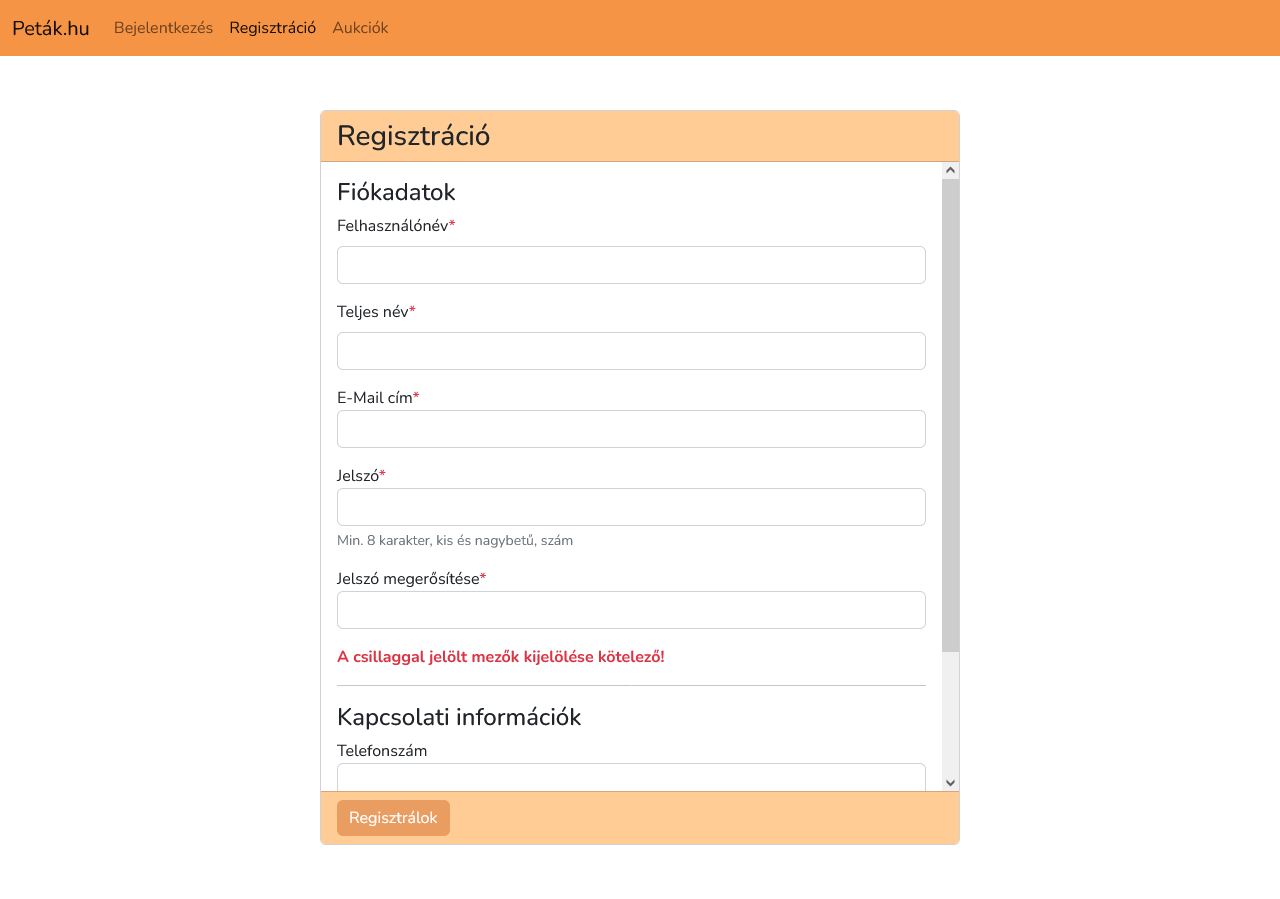 Peták.hu Bejelentkezés Regisztráció Aukciók
Regisztráció
Fiókadatok
Felhasználónév*
Teljes név*
E-Mail cím*
Jelszó*
Min. 8 karakter, kis és nagybetű, szám
Jelszó megerősítése*
A csillaggal jelölt mezők kijelölése kötelező!
Kapcsolati információk
Telefonszám
Regisztrálok